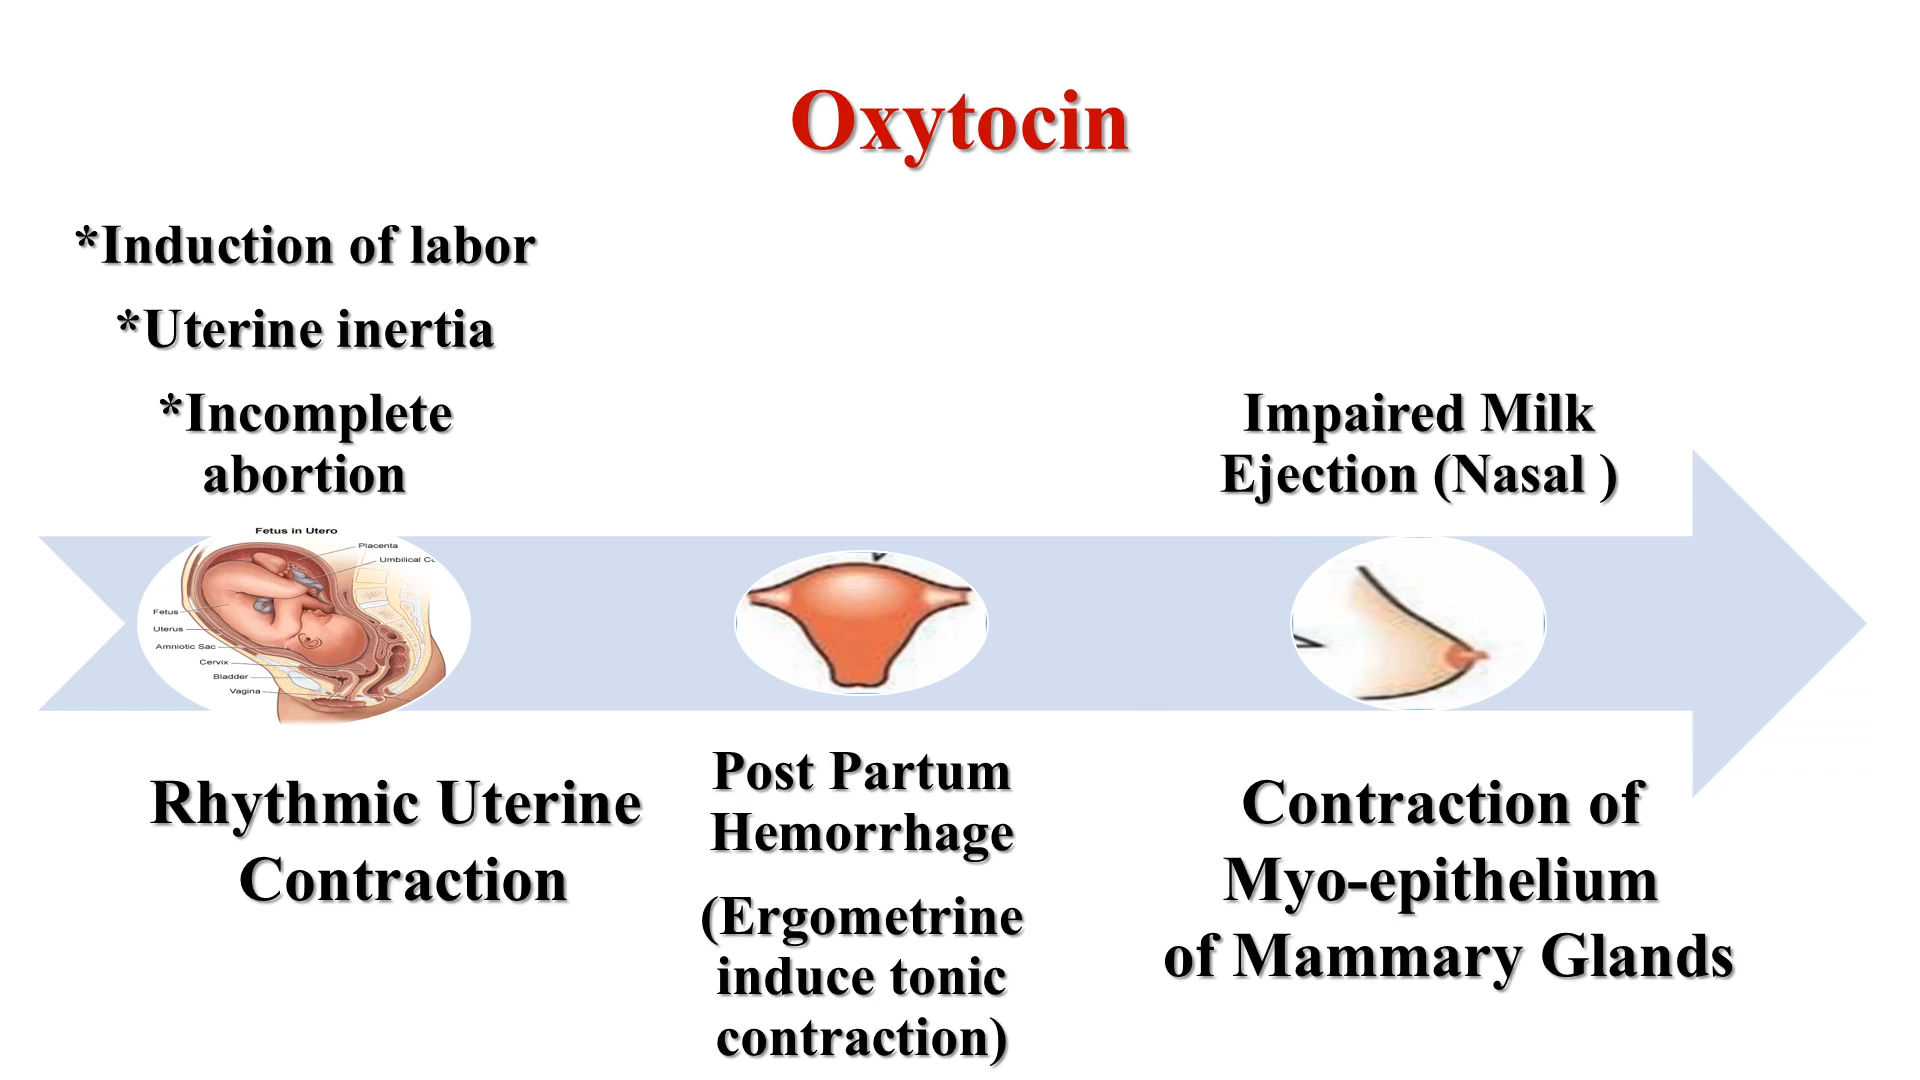 Oxytocin
*Induction of labor
*Uterine inertia
*Incomplete
abortion
Fetus in Utero
Placenta
Umbilical
Fetus
Uterus
Amniotic Sac
Cervix
Bladder
Vagina
Rhythmic Uterine
Contraction
Post Partum
Hemorrhage
(Ergometrine
induce tonic
contraction)
Impaired Milk
Ejection (Nasal )
Contraction of
Myo-epithelium
of Mammary Glands